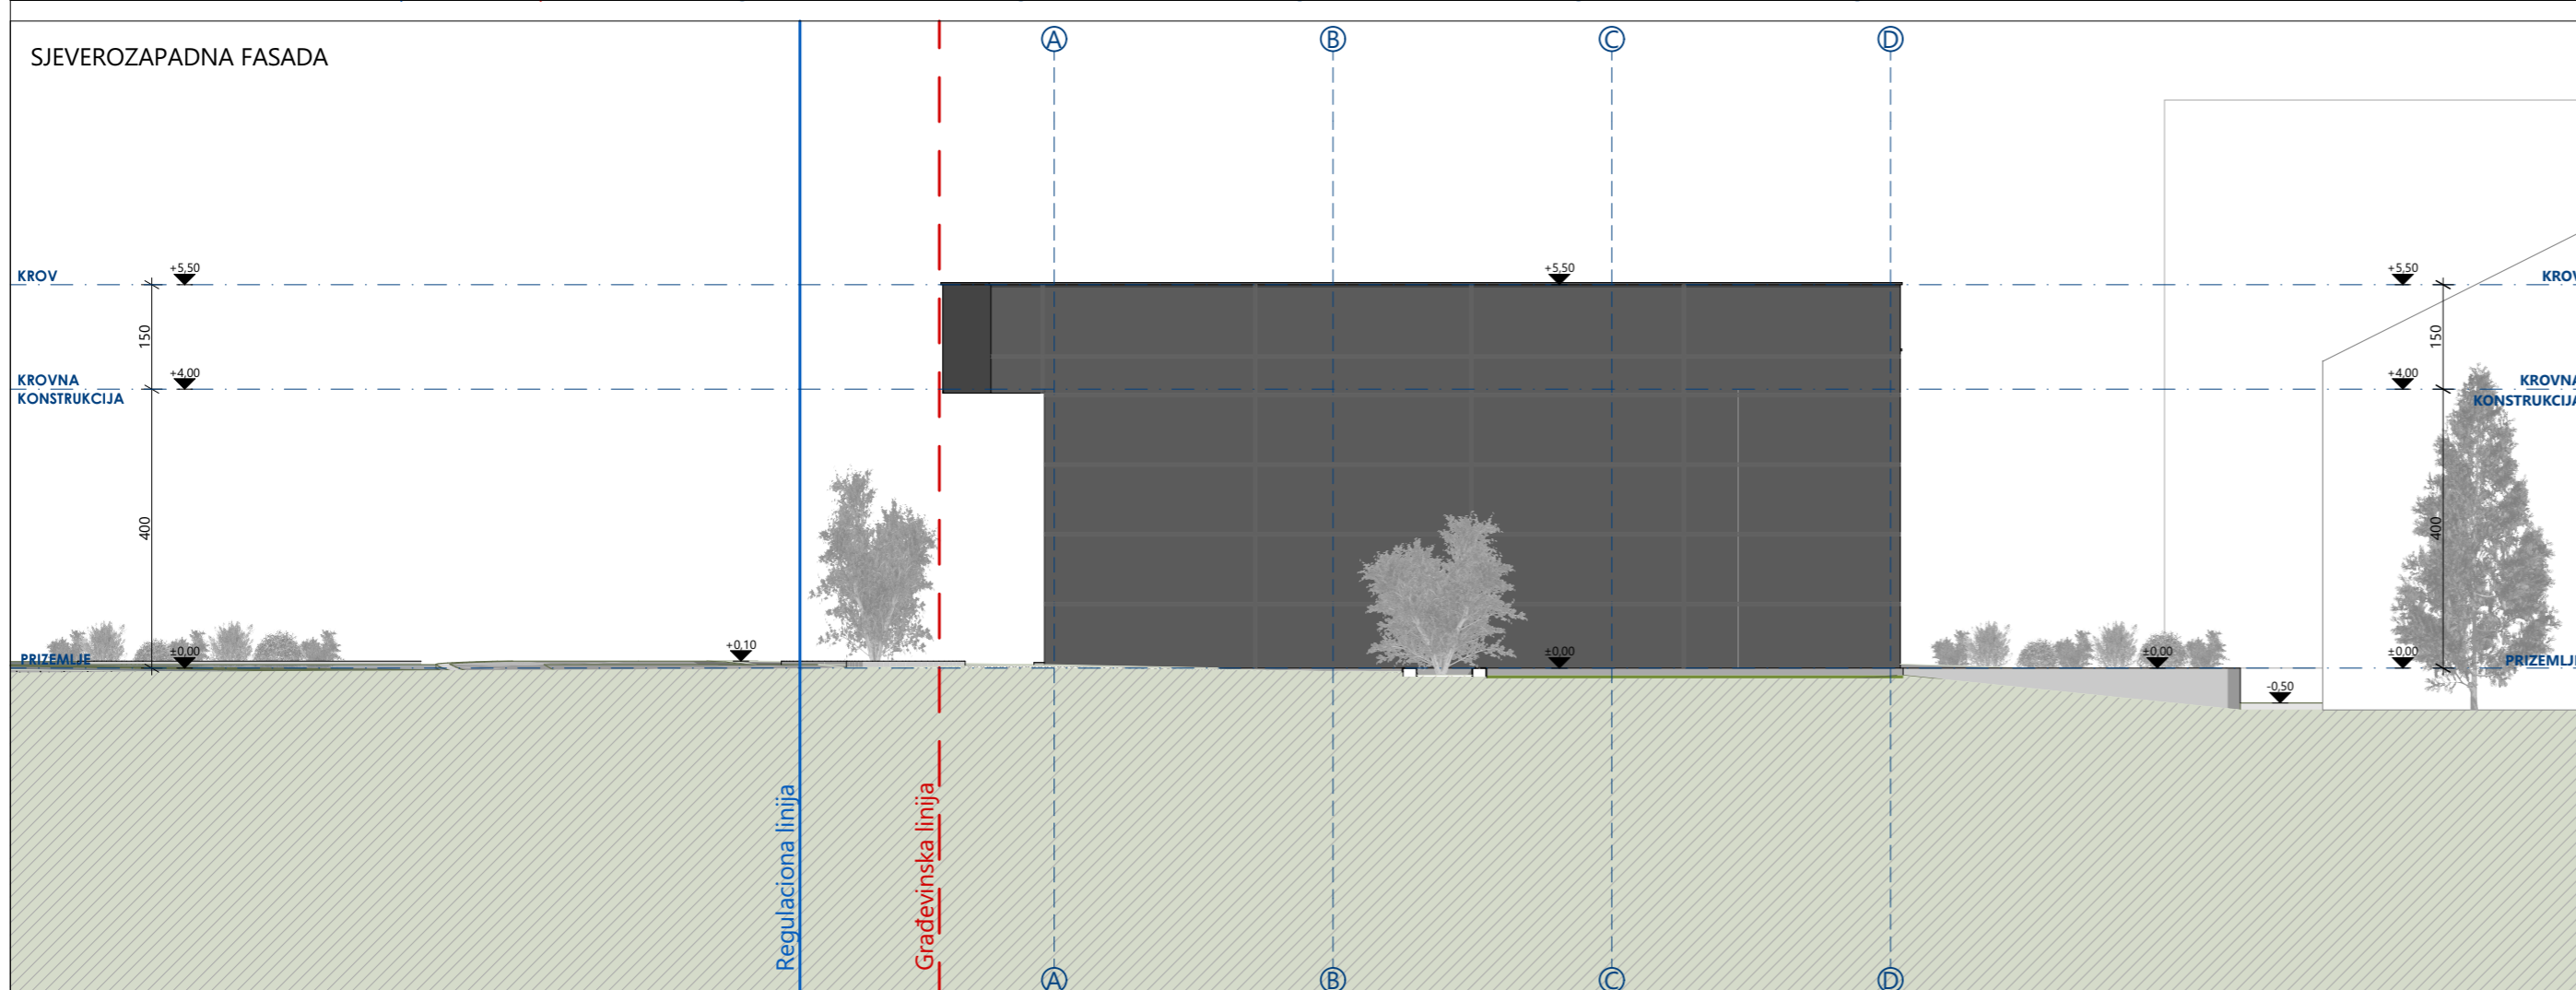 SJEVEROZAPADNA FASADA
A B C D
KROV +5,50 +5,50 +5,50 KROV
150 150
KROVNA KONSTRUKCIJA +4,00 +4,00 KROVNA KONSTRUKCIJA
400 400
PRIZEMLJE ±0,00 +0,10 ±0,00 ±0,00 ±0,00 PRIZEMLJE
-0,50
Regulaciona linija
Građevinska linija
A B C D